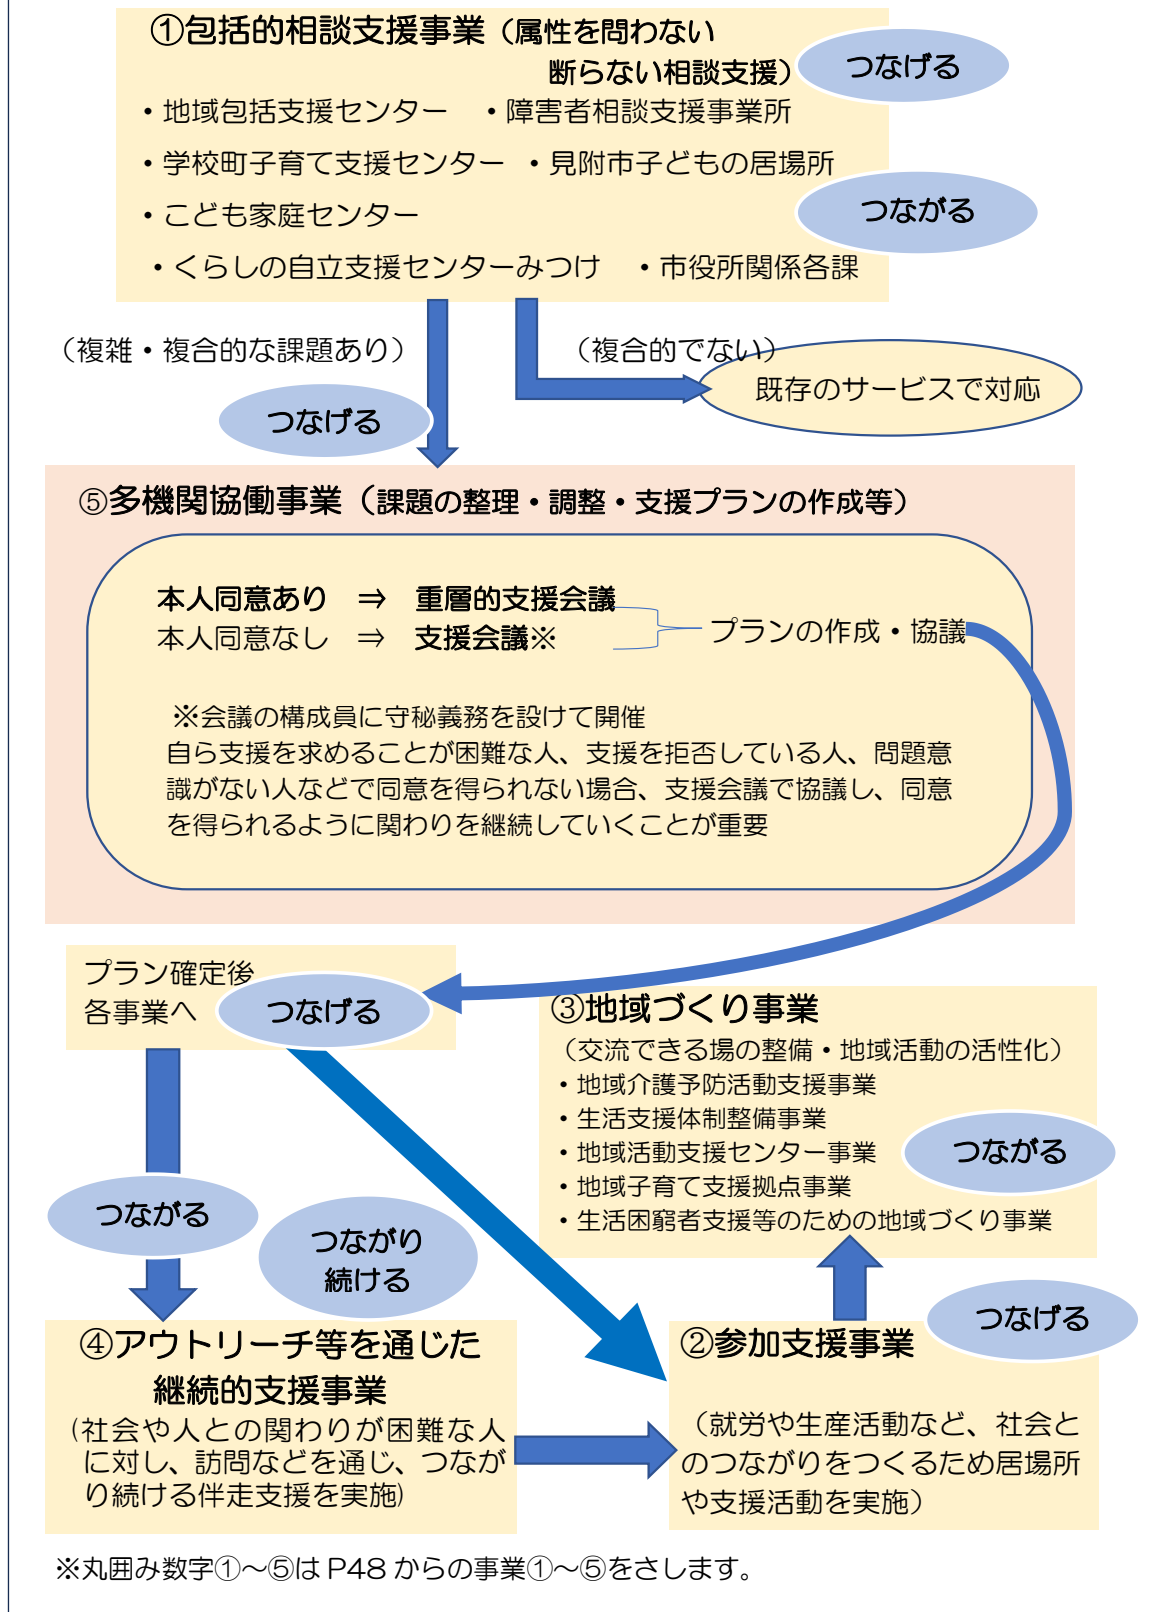 ①包括的相談支援事業（属性を問わない
断らない相談支援）
つなげる
・地域包括支援センター　・障害者相談支援事業所
・学校町子育て支援センター　・見附市子どもの居場所
つながる
・こども家庭センター
・くらしの自立支援センターみつけ　・市役所関係各課
（複雑・複合的な課題あり）
（複合的でない）
既存のサービスで対応
つなげる
⑤多機関協働事業（課題の整理・調整・支援プランの作成等）
本人同意あり　⇒　重層的支援会議
本人同意なし　⇒　支援会議※
プランの作成・協議
※会議の構成員に守秘義務を設けて開催
自ら支援を求めることが困難な人、支援を拒否している人、問題意
識がない人などで同意を得られない場合、支援会議で協議し、同意
を得られるように関わりを継続していくことが重要
プラン確定後
各事業へ
つなげる
③地域づくり事業
（交流できる場の整備・地域活動の活性化）
・地域介護予防活動支援事業
・生活支援体制整備事業
・地域活動支援センター事業
つながる
・地域子育て支援拠点事業
・生活困窮者支援等のための地域づくり事業
つながる
つながり
続ける
つなげる
④アウトリーチ等を通じた
継続的支援事業
(社会や人との関わりが困難な人
に対し、訪問などを通じ、つなが
り続ける伴走支援を実施)
②参加支援事業
（就労や生産活動など、社会と
のつながりをつくるため居場所
や支援活動を実施）
※丸囲み数字①～⑤は P48 からの事業①～⑤をさします。